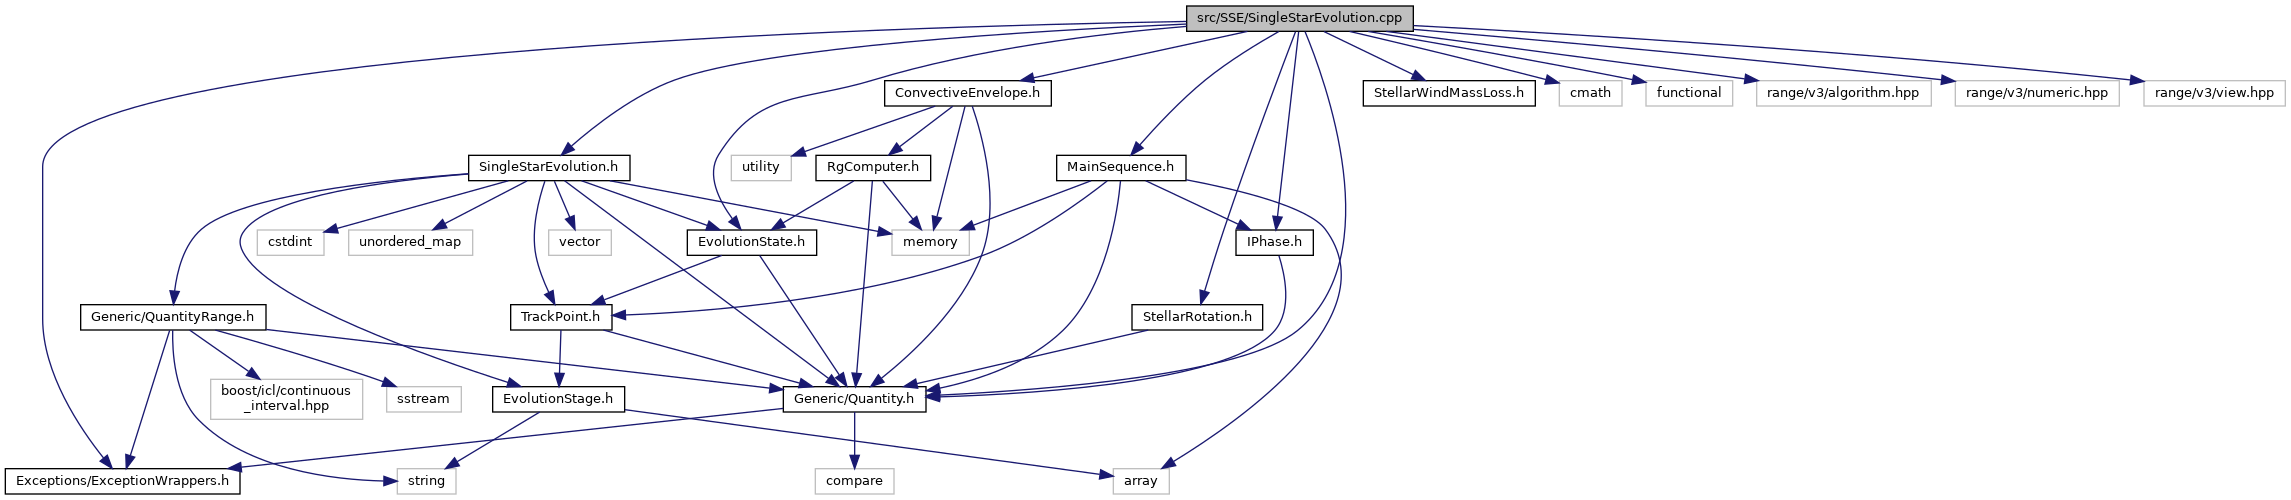 src/SSE/SingleStarEvolution.cpp
ConvectiveEnvelope.h
StellarWindMassLoss.h
cmath
functional
range/v3/algorithm.hpp
range/v3/numeric.hpp
range/v3/view.hpp
SingleStarEvolution.h
utility
RgComputer.h
MainSequence.h
cstdint
unordered_map
vector
EvolutionState.h
memory
IPhase.h
Generic/QuantityRange.h
TrackPoint.h
StellarRotation.h
boost/icl/continuous
_interval.hpp
sstream
EvolutionStage.h
Generic/Quantity.h
Exceptions/ExceptionWrappers.h
string
compare
array